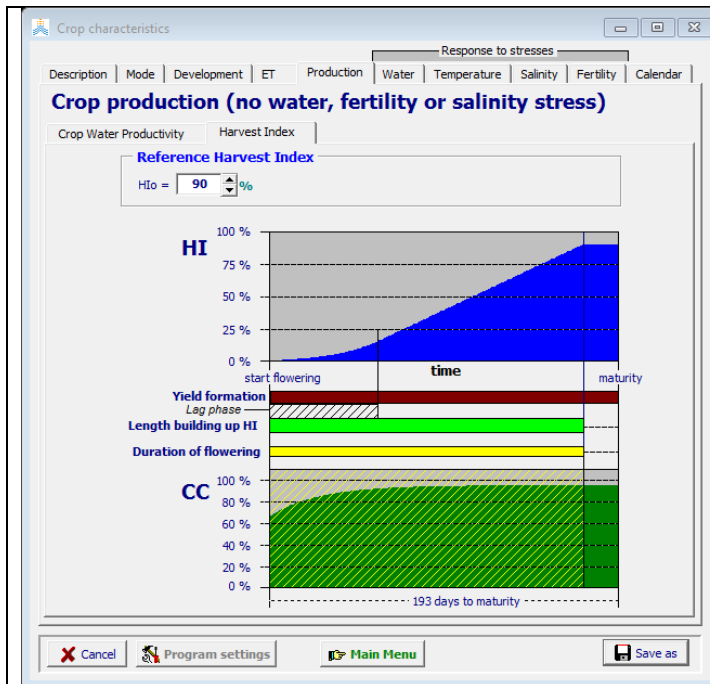 Crop characteristics
Response to stresses
Description Mode Development ET Production Water Temperature Salinity Fertility Calendar
Crop production (no water, fertility or salinity stress)
Crop Water Productivity Harvest Index
Reference Harvest Index
HIo = 90 %
HI
100 %
75 %
50 %
25 %
0 %
start flowering time maturity
Yield formation
Lag phase
Length building up HI
Duration of flowering
CC
100 %
80 %
60 %
40 %
20 %
0 %
193 days to maturity
Cancel Program settings Main Menu Save as